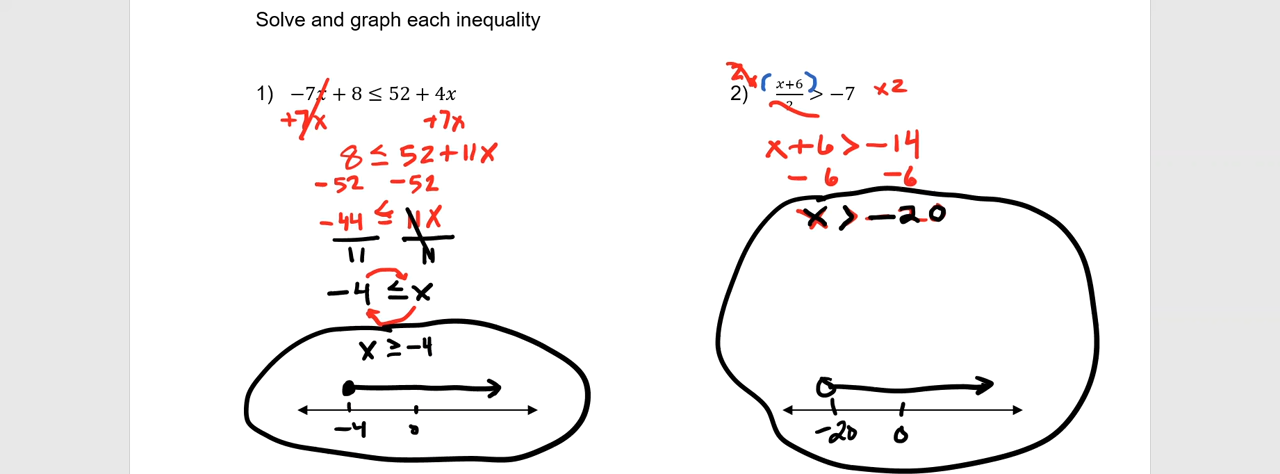 Solve and graph each inequality
1) −7x + 8 ≤ 52 + 4x
+7x +7x
8 ≤ 52 + 11x
-52 -52
-44 ≤ 11x
11 11
-4 ≤ x
x ≥ -4
-4 0
2) (x+6) > −7 x2
x+6 > -14
- 6 -6
x > -20
-20 0